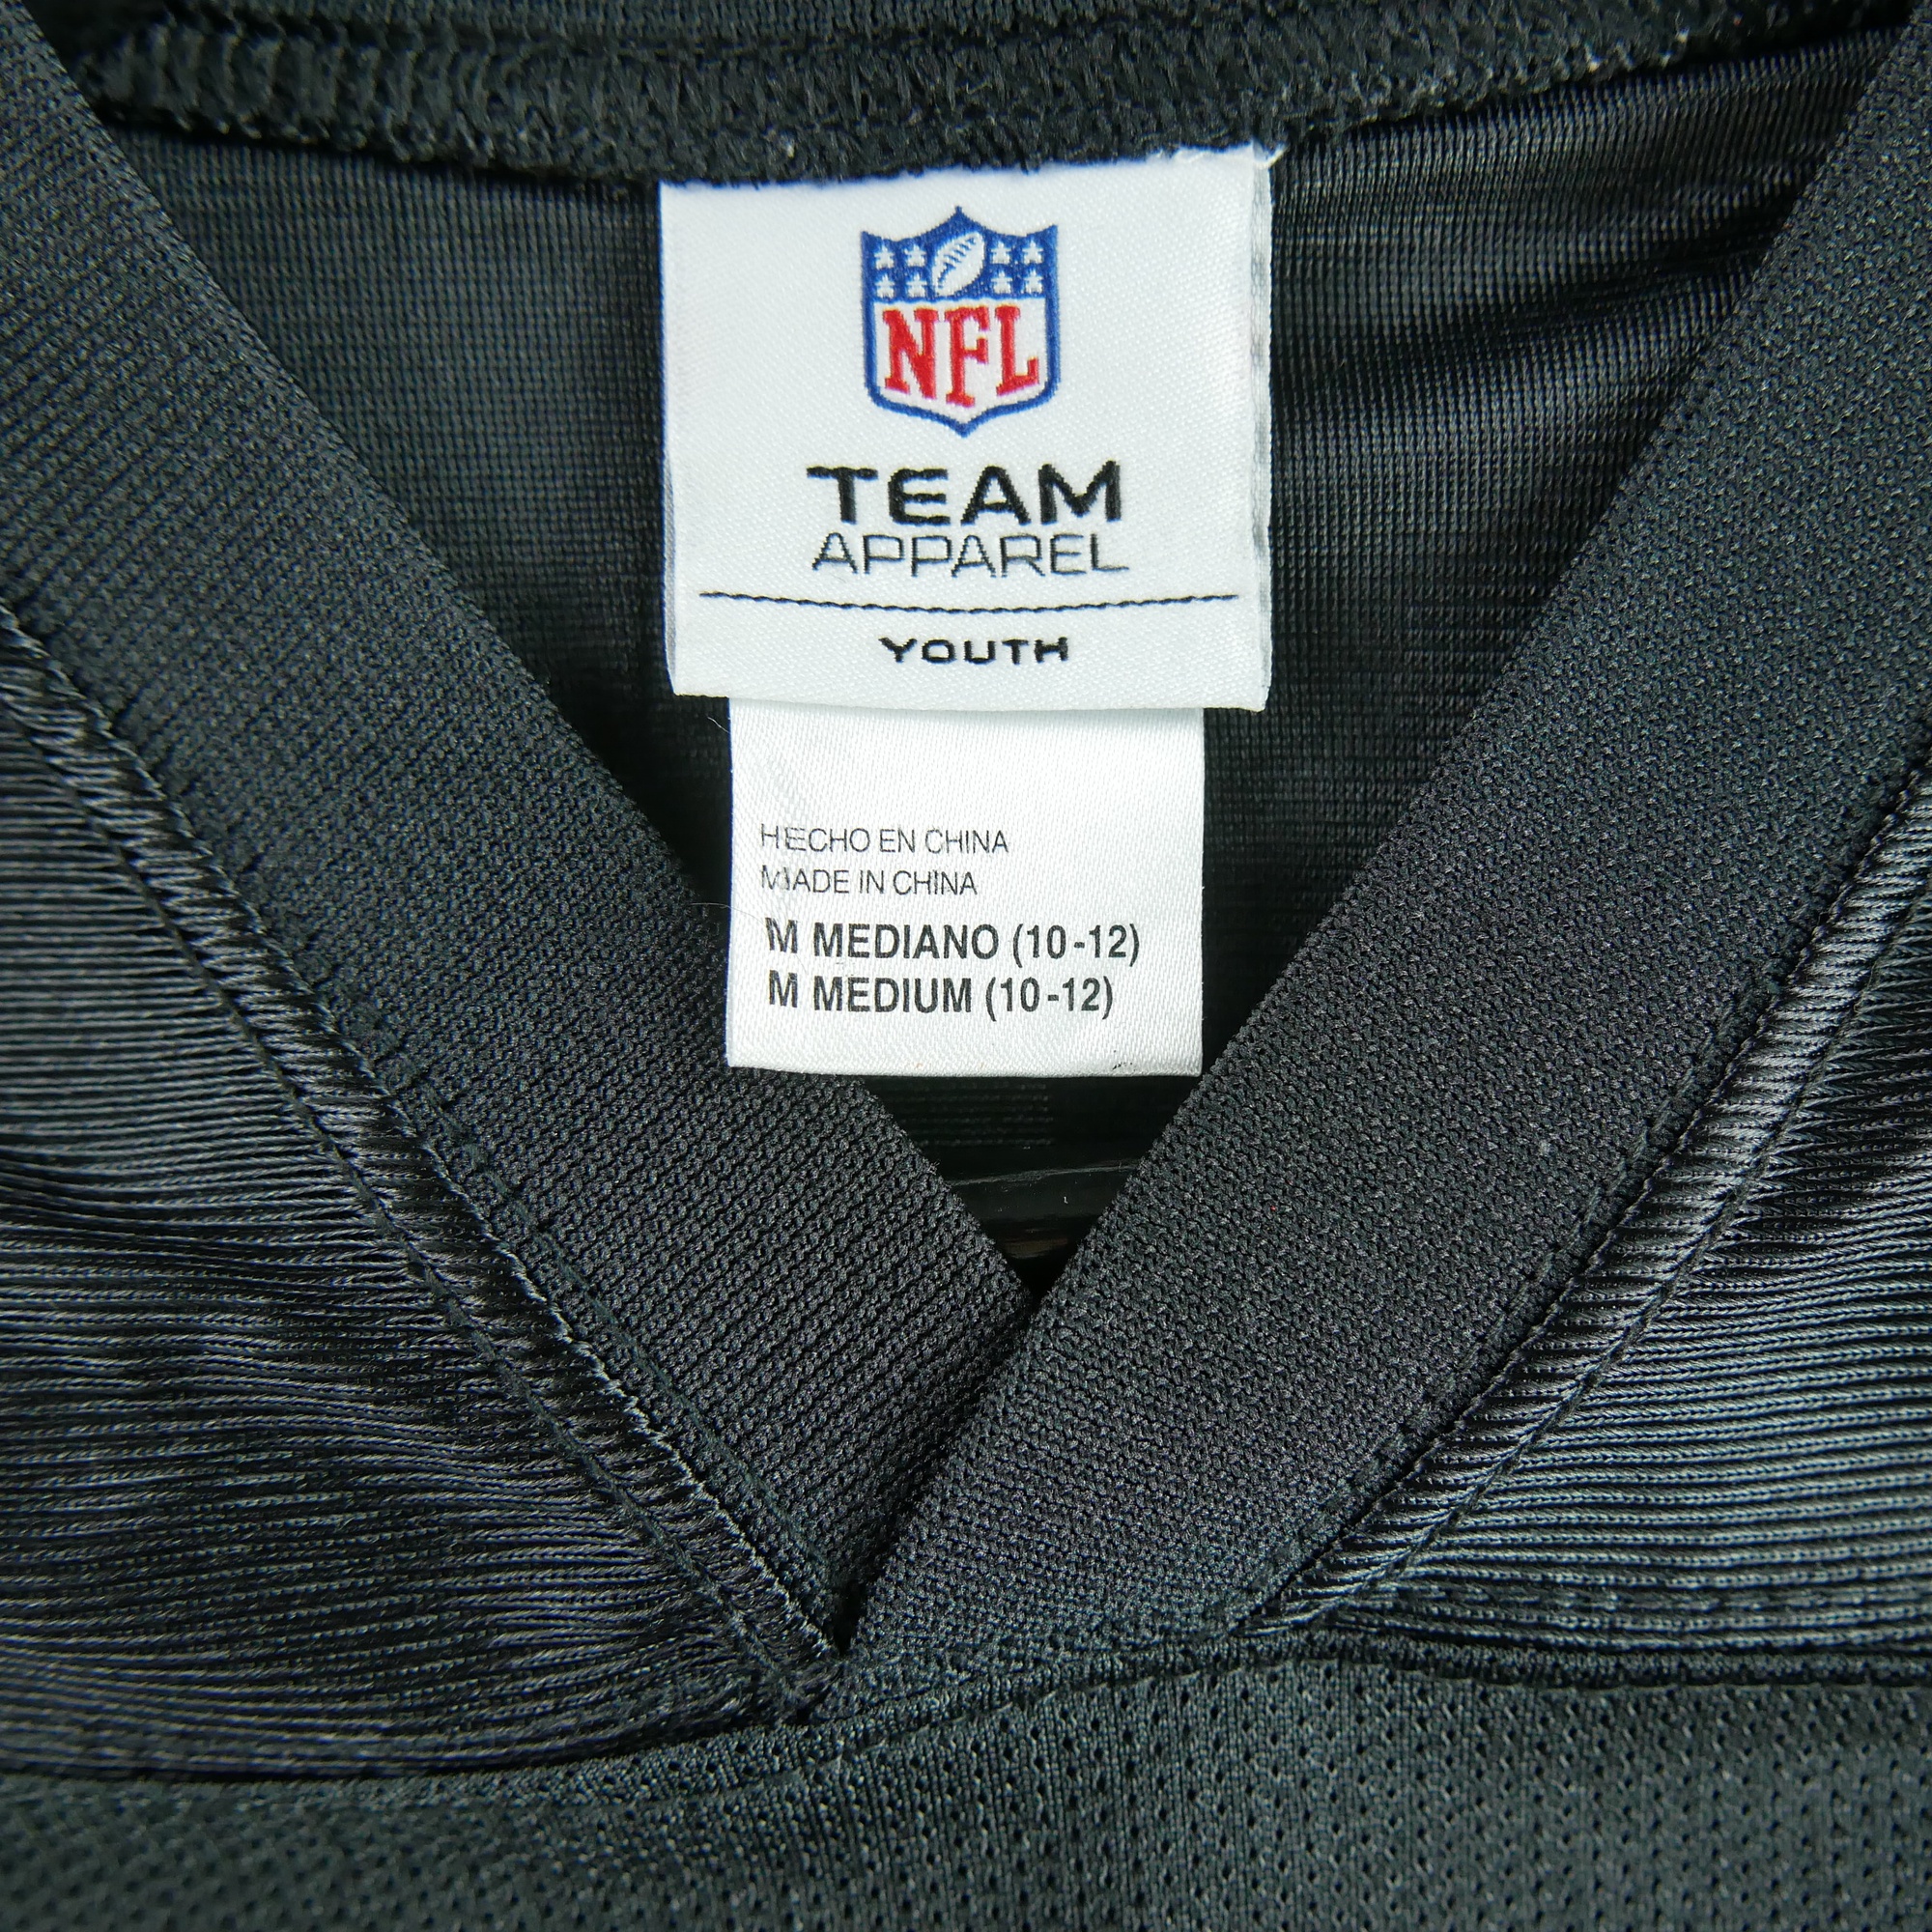 NFL
TEAM
APPAREL
YOUTH
HECHO EN CHINA
MADE IN CHINA
M MEDIANO (10-12)
M MEDIUM (10-12)